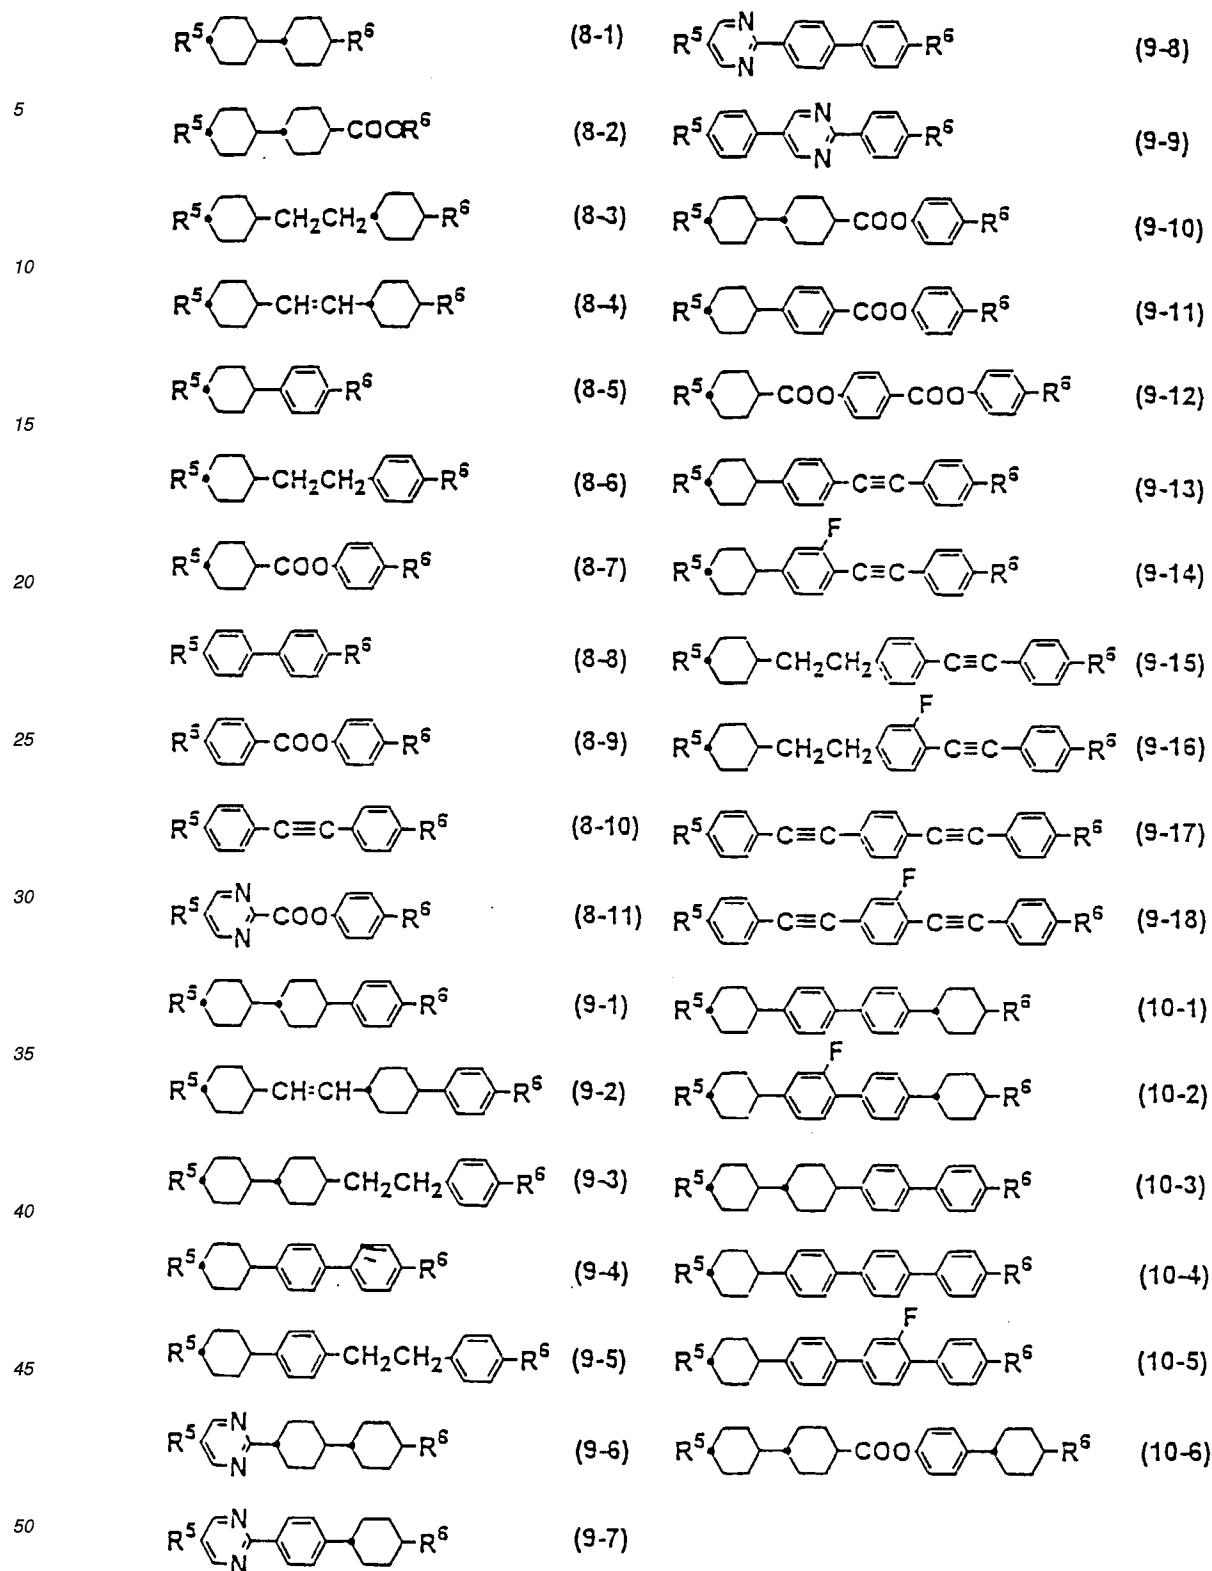 R⁵ R⁶ (8-1)
R⁵ COOR⁶ (8-2)
R⁵ CH₂CH₂ R⁶ (8-3)
R⁵ CH=CH R⁶ (8-4)
R⁵ R⁶ (8-5)
R⁵ CH₂CH₂ R⁶ (8-6)
R⁵ COO R⁶ (8-7)
R⁵ R⁶ (8-8)
R⁵ COO R⁶ (8-9)
R⁵ C≡C R⁶ (8-10)
R⁵ N N COO R⁶ (8-11)
R⁵ R⁶ (9-1)
R⁵ CH=CH R⁶ (9-2)
R⁵ CH₂CH₂ R⁶ (9-3)
R⁵ R⁶ (9-4)
R⁵ CH₂CH₂ R⁶ (9-5)
R⁵ N N R⁶ (9-6)
R⁵ N N R⁶ (9-7)
R⁵ N N R⁶ (9-8)
R⁵ N N R⁶ (9-9)
R⁵ COO R⁶ (9-10)
R⁵ COO R⁶ (9-11)
R⁵ COO COO R⁶ (9-12)
R⁵ C≡C R⁶ (9-13)
F
R⁵ C≡C R⁶ (9-14)
R⁵ CH₂CH₂ C≡C R⁶ (9-15)
F
R⁵ CH₂CH₂ C≡C R⁶ (9-16)
R⁵ C≡C C≡C R⁶ (9-17)
F
R⁵ C≡C C≡C R⁶ (9-18)
R⁵ R⁶ (10-1)
F
R⁵ R⁶ (10-2)
R⁵ R⁶ (10-3)
R⁵ R⁶ (10-4)
F
R⁵ R⁶ (10-5)
R⁵ COO R⁶ (10-6)
5
10
15
20
25
30
35
40
45
50